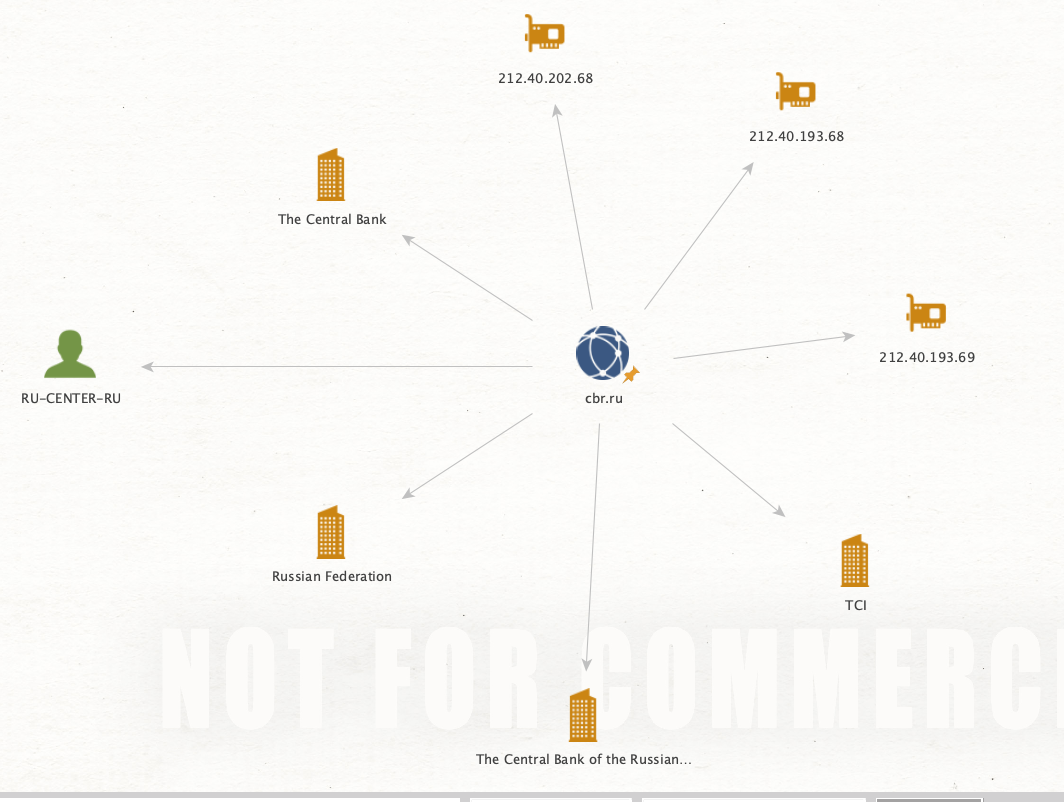 212.40.202.68
212.40.193.68
The Central Bank
212.40.193.69
RU-CENTER-RU
cbr.ru
Russian Federation
TCI
NOT FOR COMMERC
The Central Bank of the Russian...